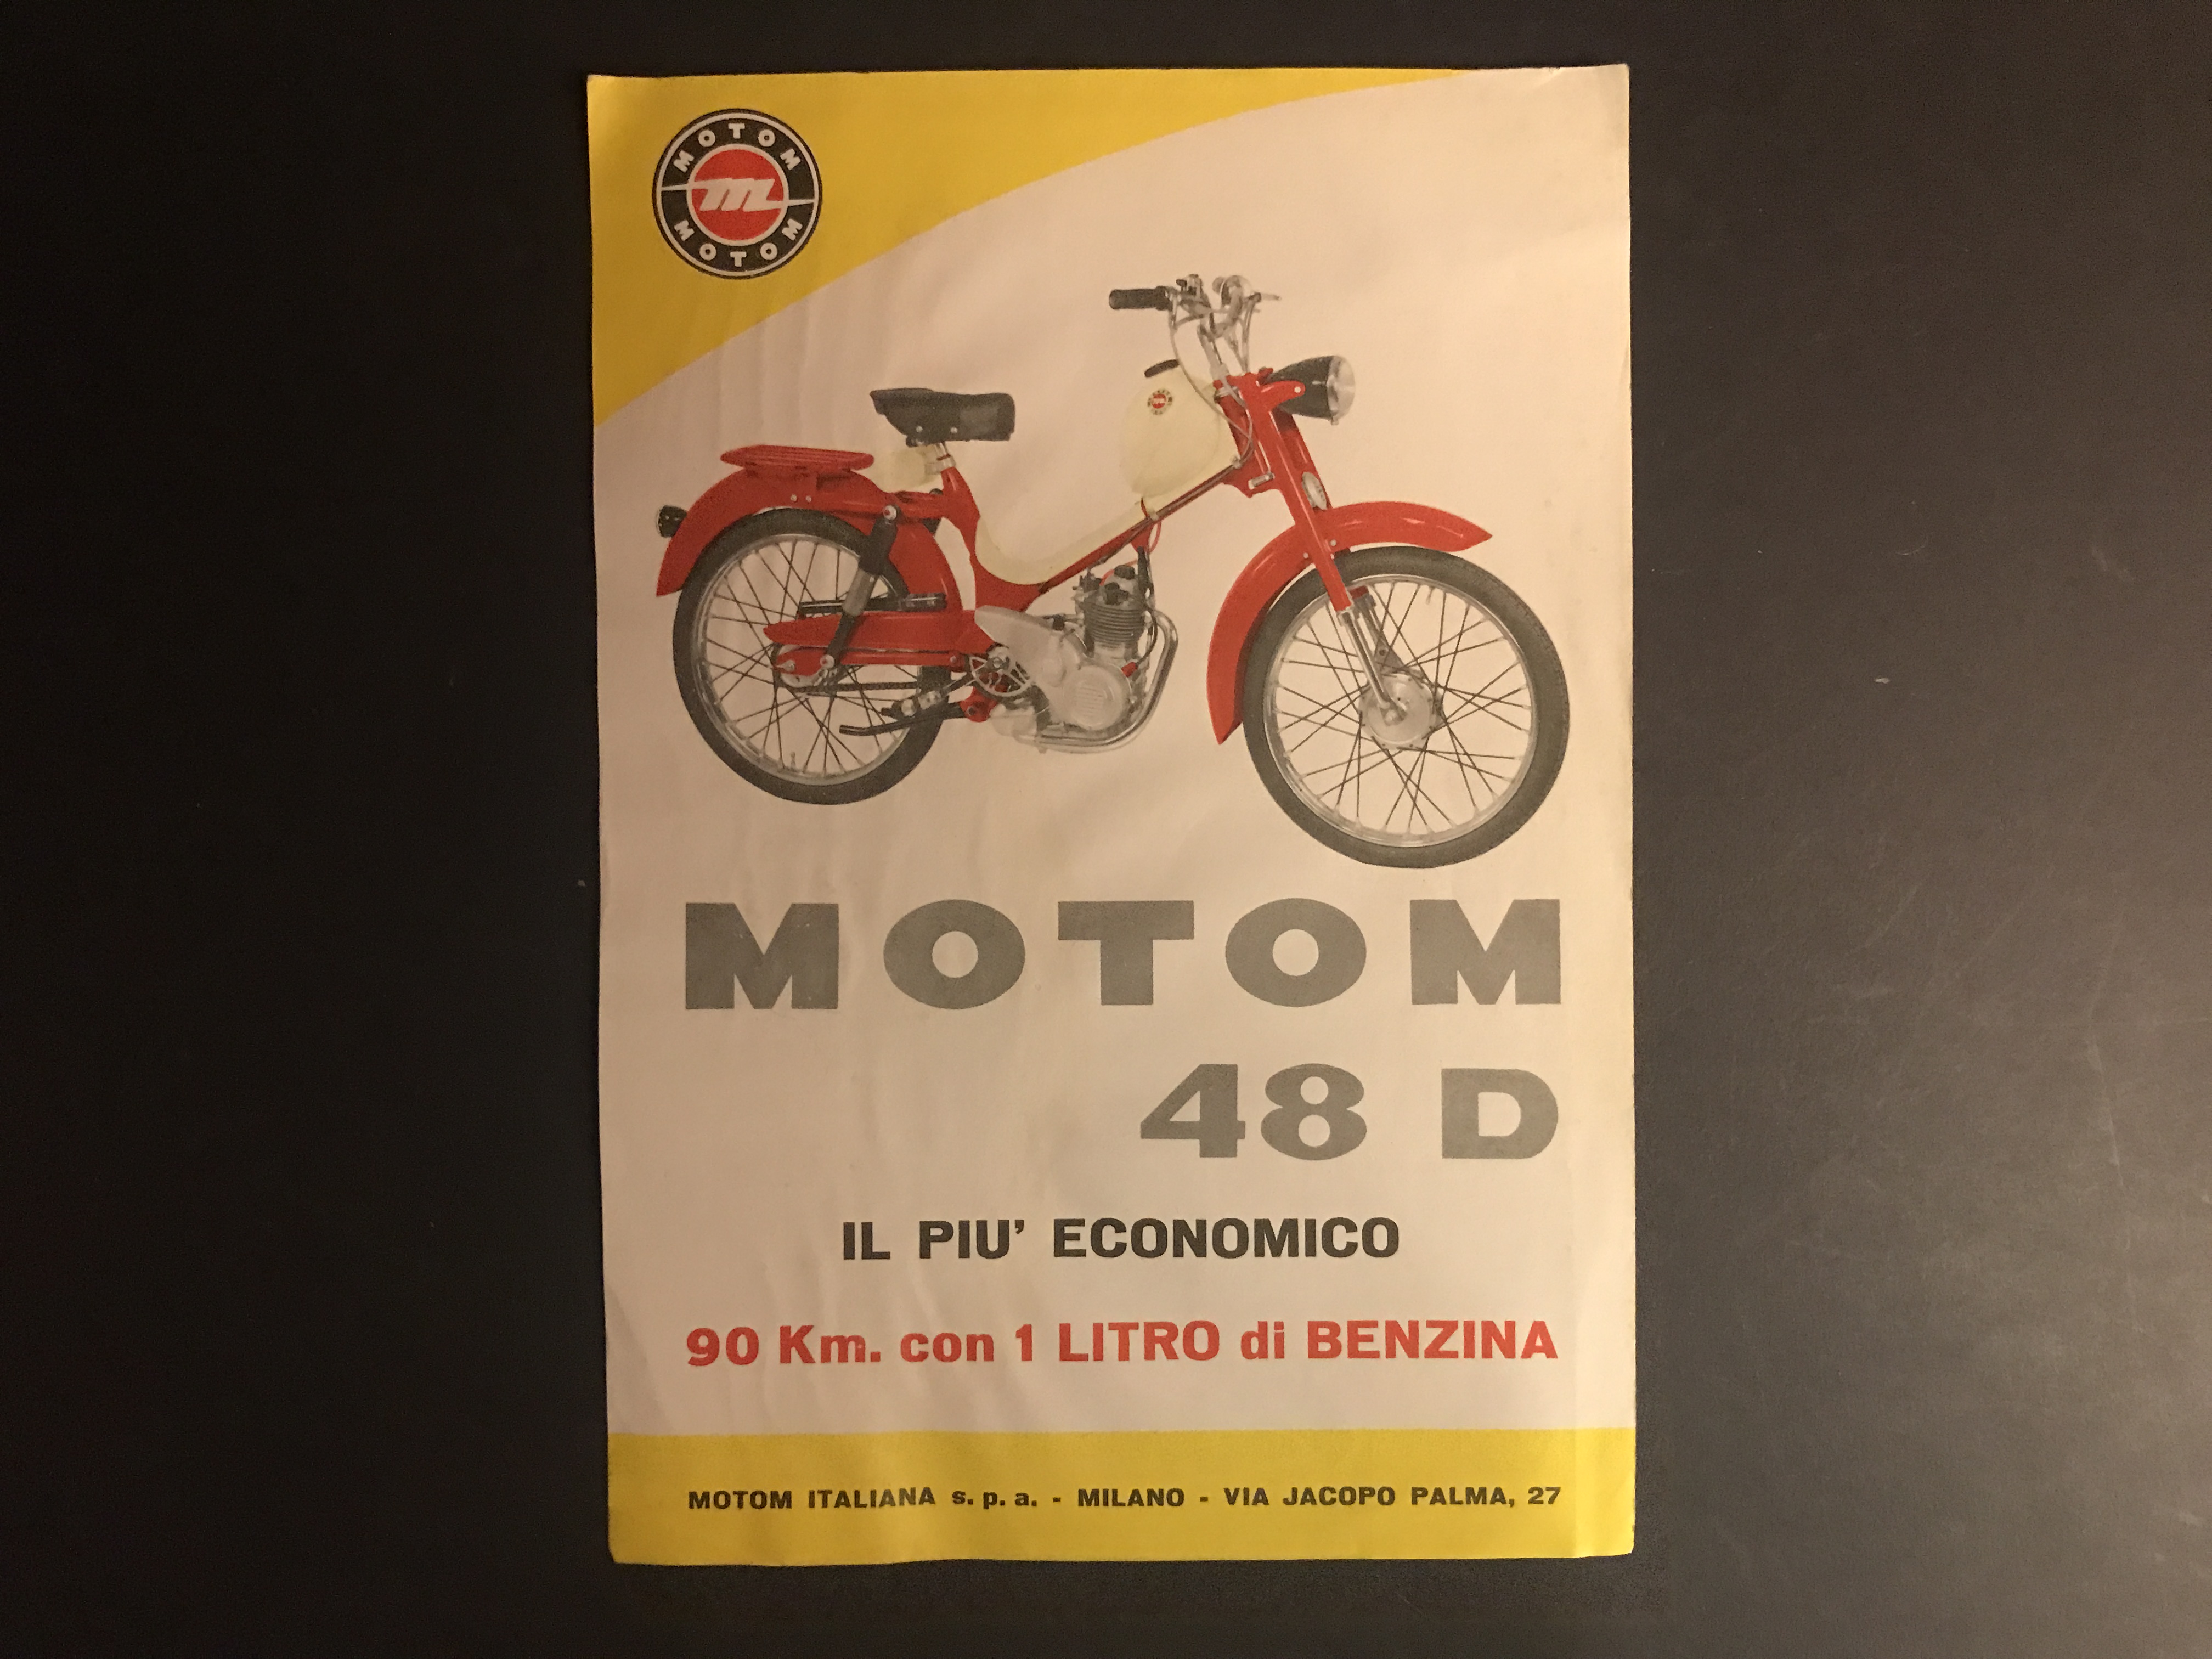 MOTOM
m
MOTOM
MOTOM
48 D
IL PIU' ECONOMICO
90 Km. con 1 LITRO di BENZINA
MOTOM ITALIANA s. p. a. - MILANO - VIA JACOPO PALMA, 27